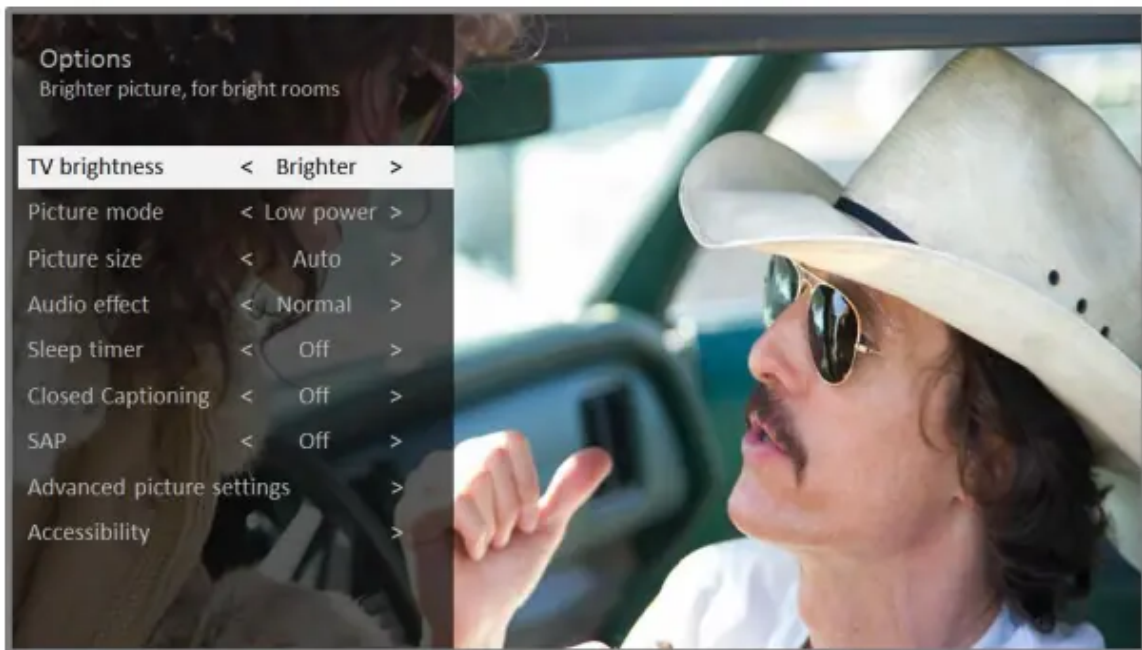 Options
Brighter picture, for bright rooms
TV brightness < Brighter >
Picture mode < Low power >
Picture size < Auto >
Audio effect < Normal >
Sleep timer < Off >
Closed Captioning < Off >
SAP < Off >
Advanced picture settings >
Accessibility >